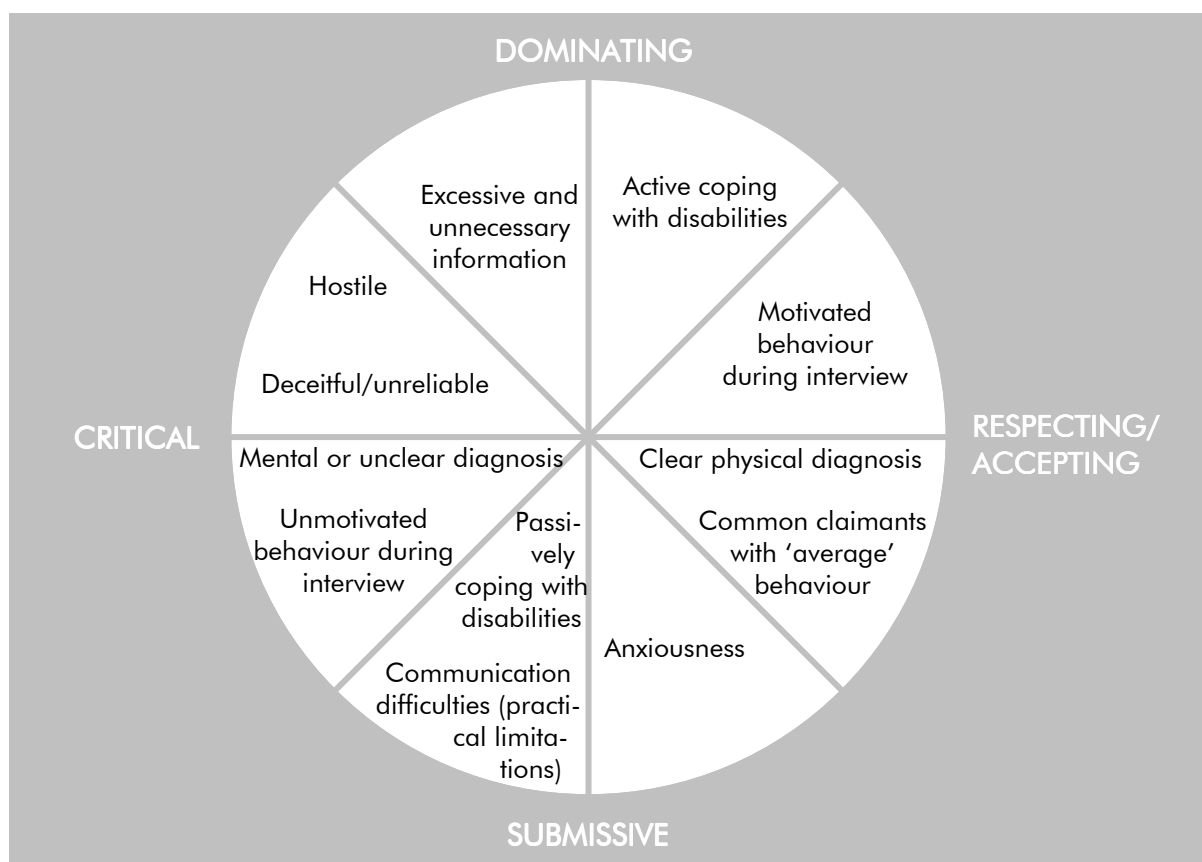 DOMINATING
Excessive and
unnecessary
information
Active coping
with disabilities
Hostile
Deceitful/unreliable
Motivated
behaviour
during interview
CRITICAL
RESPECTING/
ACCEPTING
Mental or unclear diagnosis
Unmotivated
behaviour during
interview
Passi-
vely
coping with
disabilities
Communication
difficulties (practi-
cal limita-
tions)
Clear physical diagnosis
Common claimants
with ‘average’
behaviour
Anxiousness
SUBMISSIVE